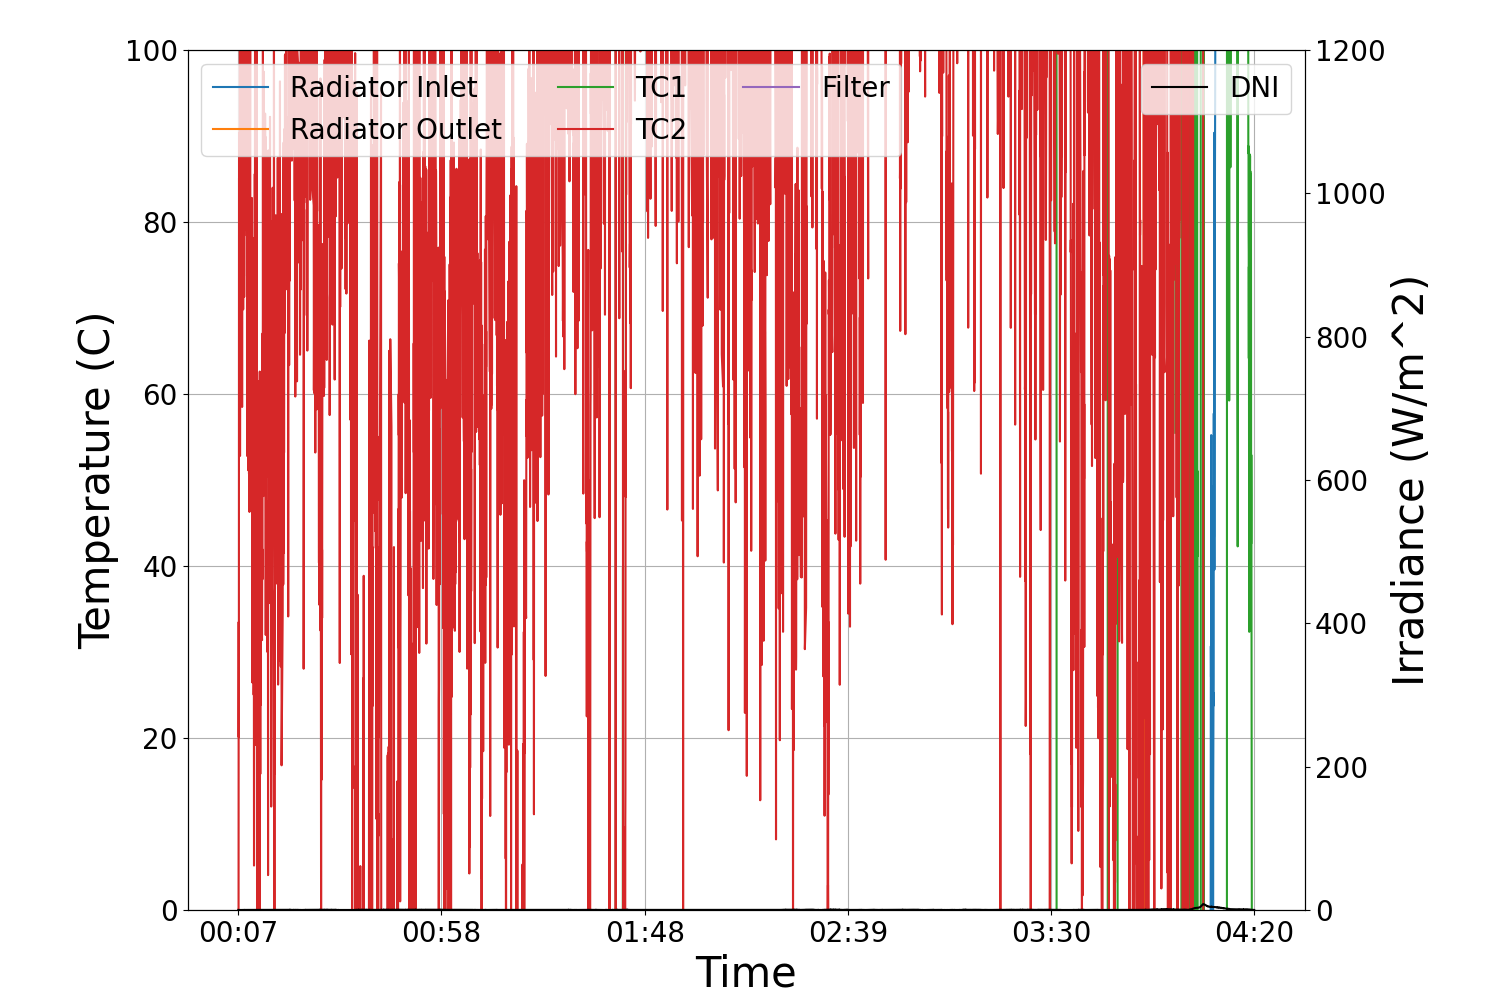 100
80
60
40
20
0
Temperature (C)
Radiator Inlet
Radiator Outlet
TC1
TC2
Filter
DNI
1200
1000
800
600
400
200
0
Irradiance (W/m^2)
00:07 00:58 01:48 02:39 03:30 04:20
Time